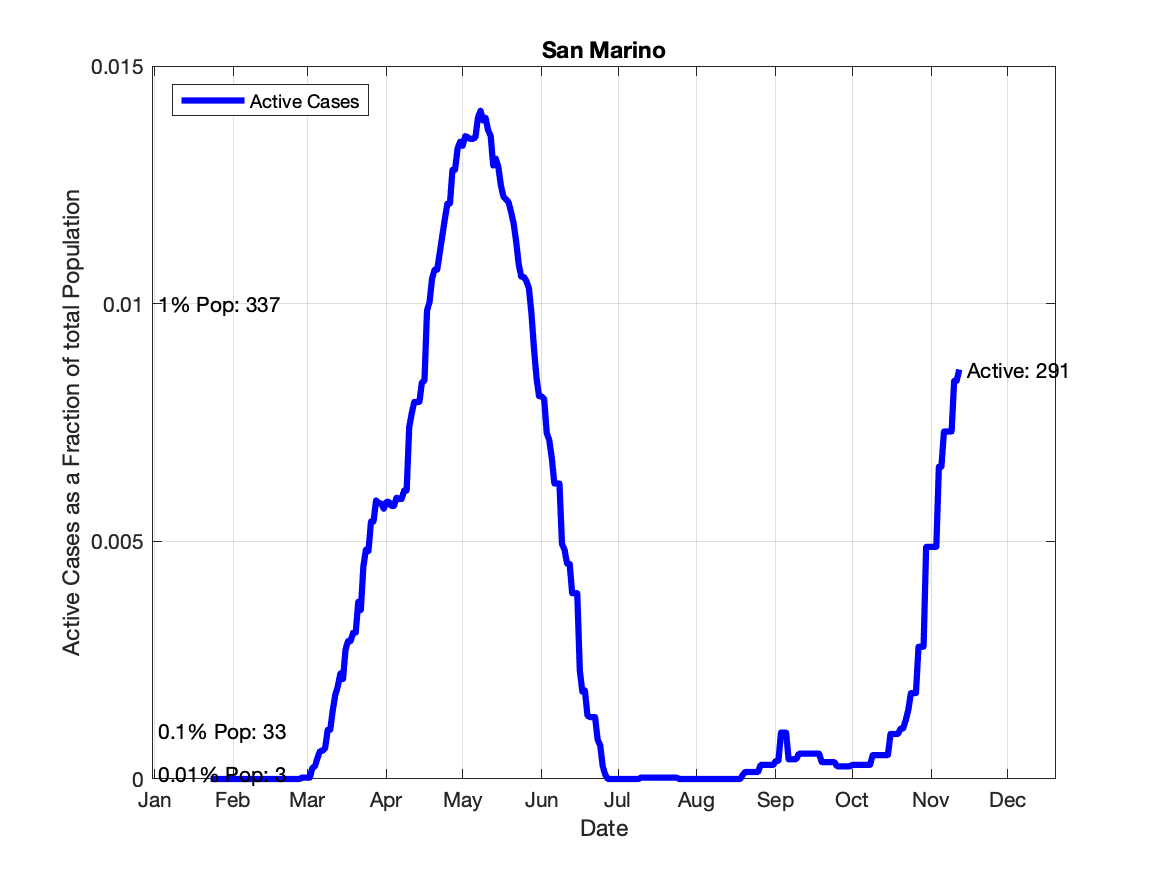 San Marino
0.015
Active Cases
Active Cases as a Fraction of total Population
0.01
1% Pop: 337
Active: 291
0.005
0.1% Pop: 33
0
0.01% Pop: 3
Jan Feb Mar Apr May Jun Jul Aug Sep Oct Nov Dec
Date